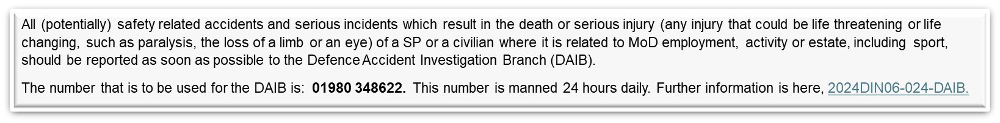 All (potentially) safety related accidents and serious incidents which result in the death or serious injury (any injury that could be life threatening or life
changing, such as paralysis, the loss of a limb or an eye) of a SP or a civilian where it is related to MoD employment, activity or estate, including sport,
should be reported as soon as possible to the Defence Accident Investigation Branch (DAIB).
The number that is to be used for the DAIB is: 01980 348622. This number is manned 24 hours daily. Further information is here, 2024DIN06-024-DAIB.